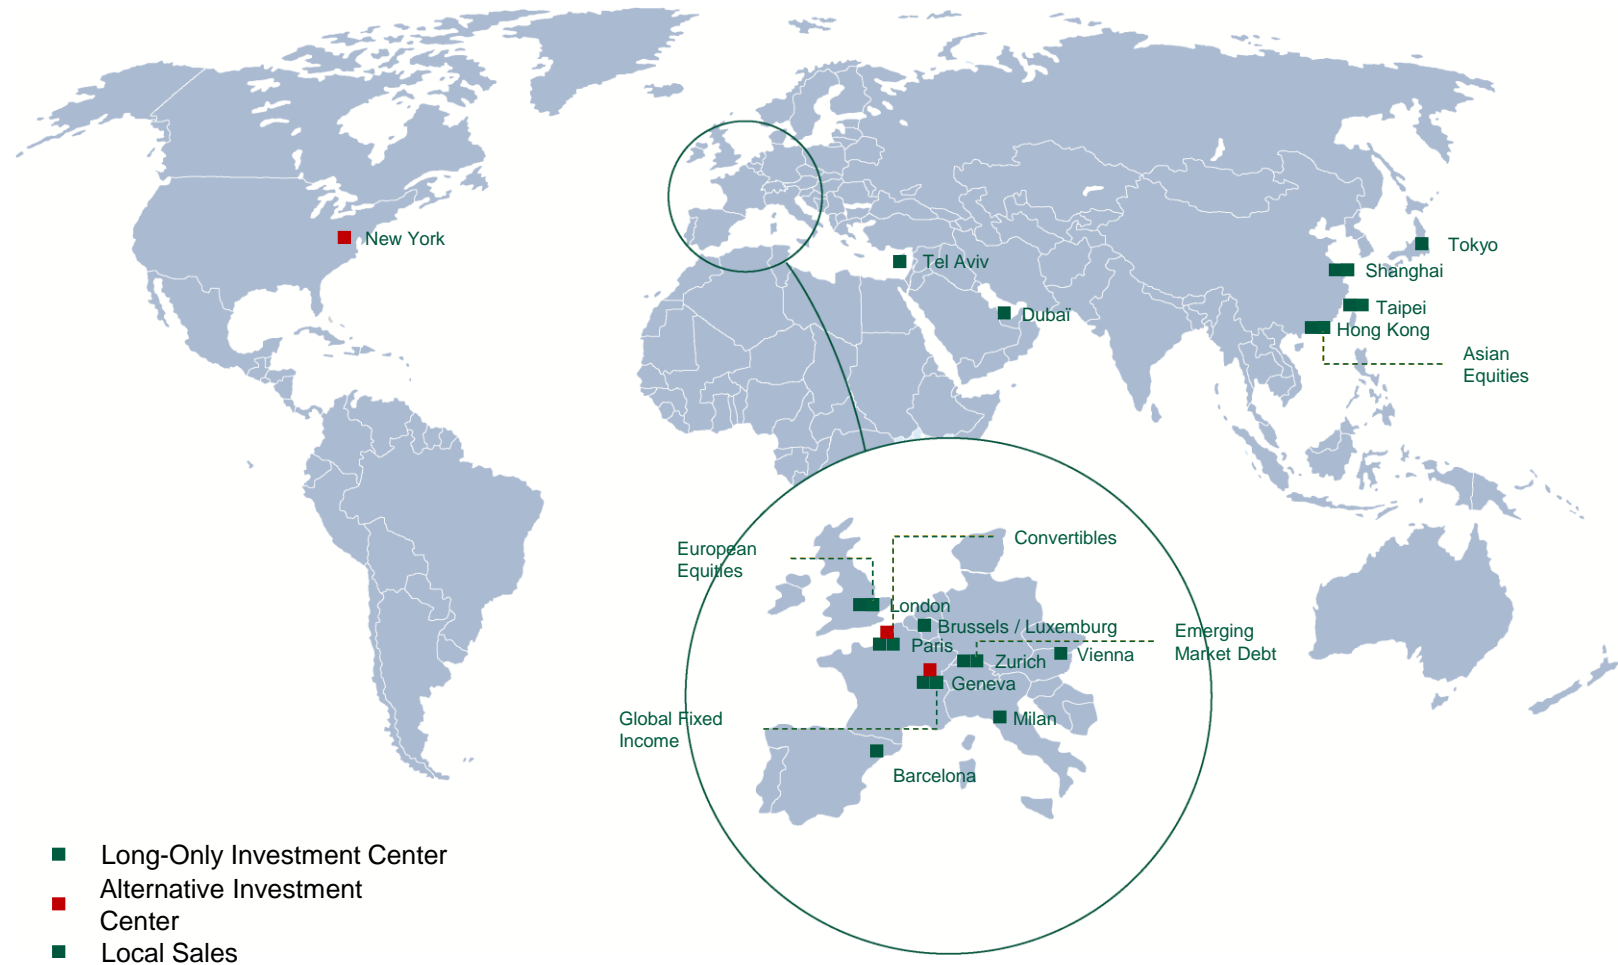 New York
Tel Aviv
Dubaï
Tokyo
Shanghai
Taipei
Hong Kong
Asian
Equities
European
Equities
Convertibles
London
Brussels / Luxemburg
Paris
Zurich
Vienna
Emerging
Market Debt
Geneva
Global Fixed
Income
Milan
Barcelona
Long-Only Investment Center
Alternative Investment
Center
Local Sales